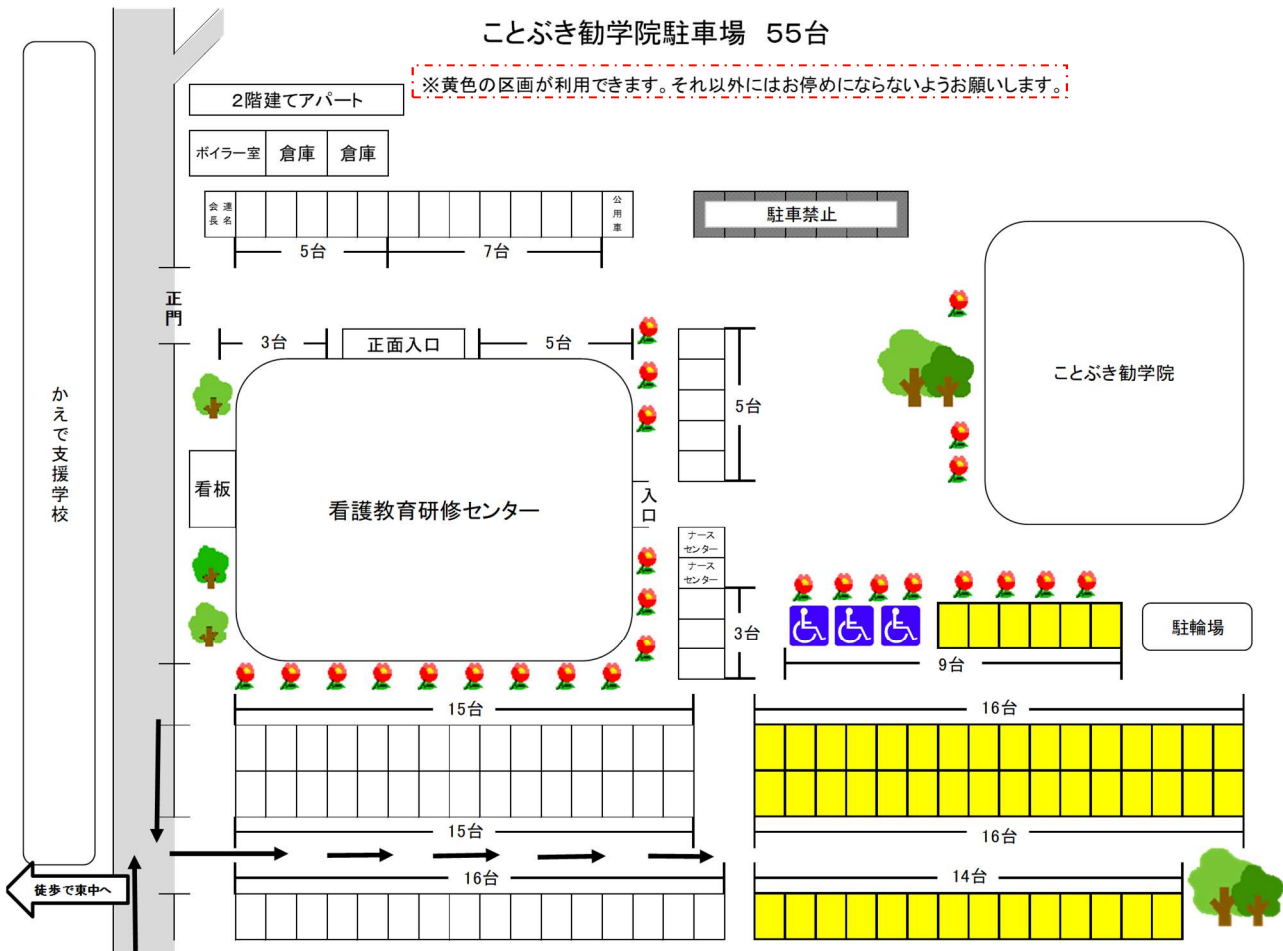 ことぶき勧学院駐車場 55台
※黄色の区画が利用できます。それ以外にはお停めにならないようお願いします。
2階建てアパート
ボイラー室
倉庫
倉庫
会長
連名
公用車
駐車禁止
5台
7台
正門
3台
正面入口
5台
かえで支援学校
看板
看護教育研修センター
入口
5台
ことぶき勧学院
ナース
センター
ナース
センター
3台
9台
駐輪場
15台
16台
15台
16台
16台
14台
徒歩で東中へ